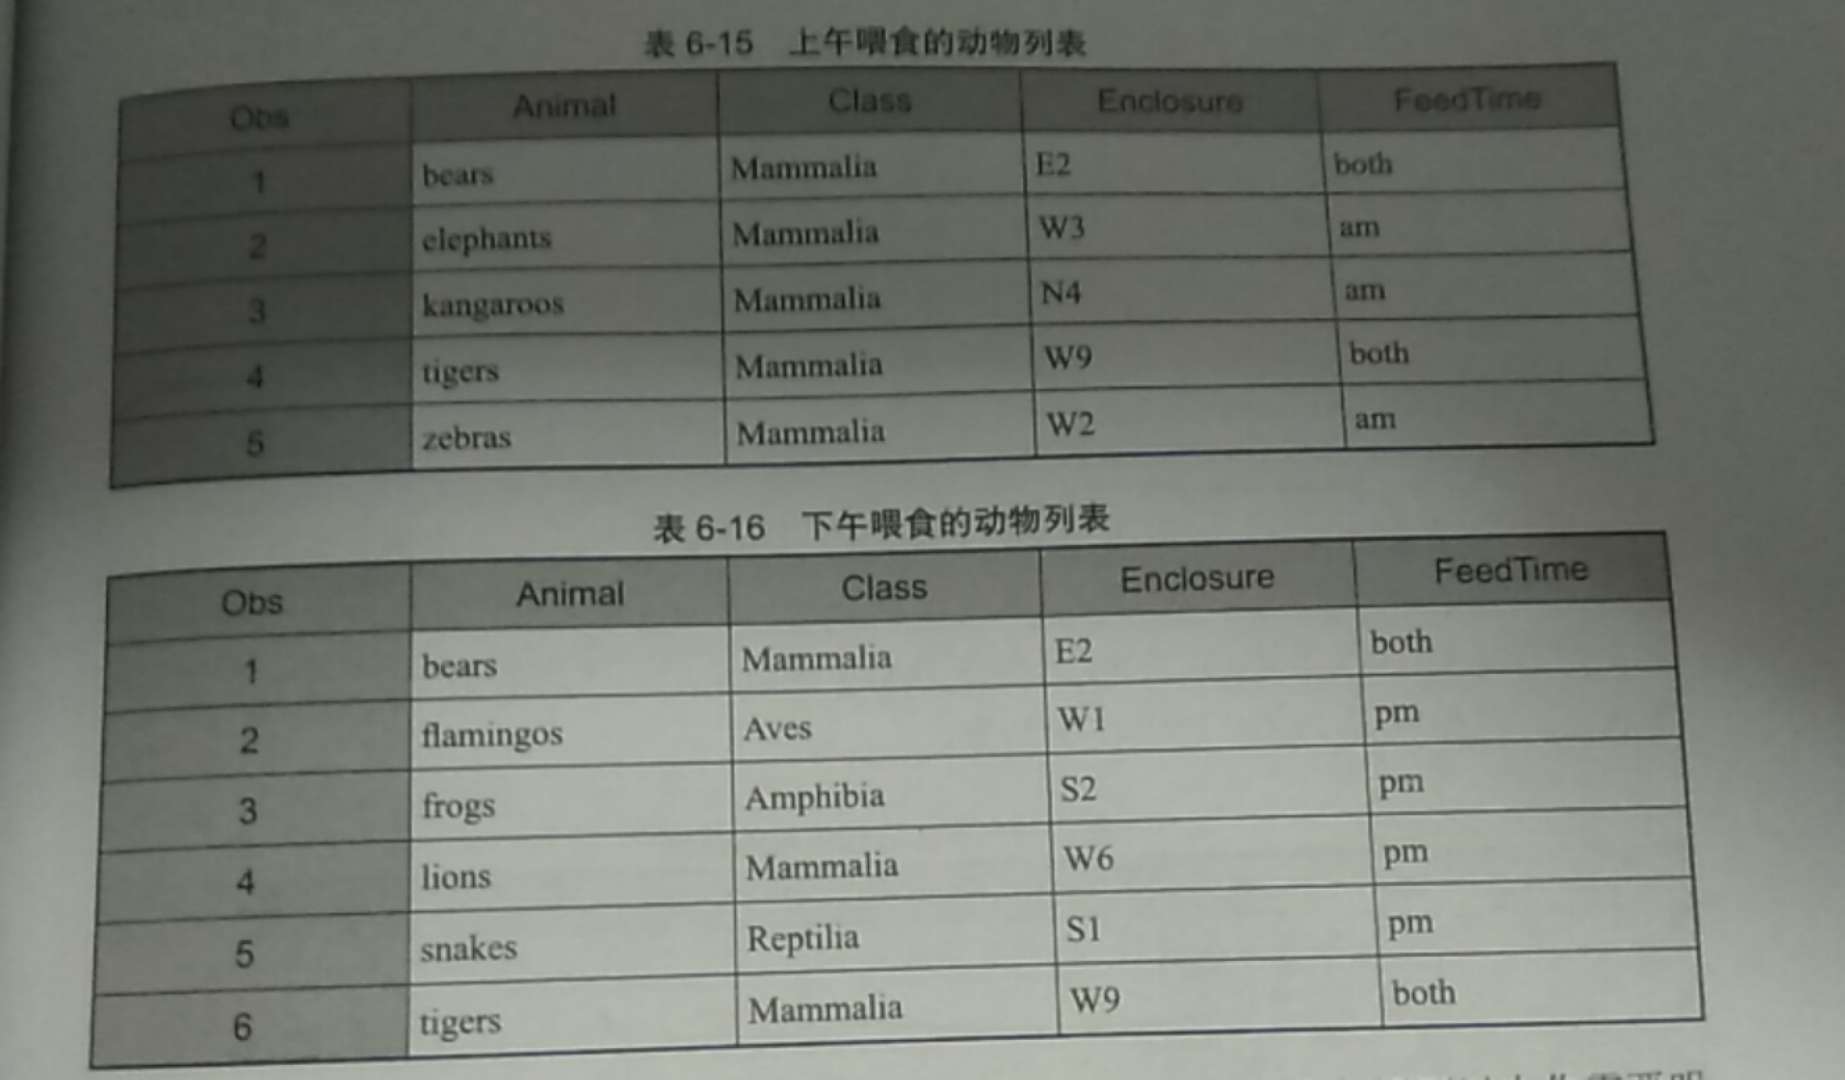 表 6-15 上午喂食的动物列表
Obs Animal Class Enclosure FeedTime
1 bears Mammalia E2 both
2 elephants Mammalia W3 am
3 kangaroos Mammalia N4 am
4 tigers Mammalia W9 both
5 zebras Mammalia W2 am
表 6-16 下午喂食的动物列表
Obs Animal Class Enclosure FeedTime
1 bears Mammalia E2 both
2 flamingos Aves W1 pm
3 frogs Amphibia S2 pm
4 lions Mammalia W6 pm
5 snakes Reptilia S1 pm
6 tigers Mammalia W9 both